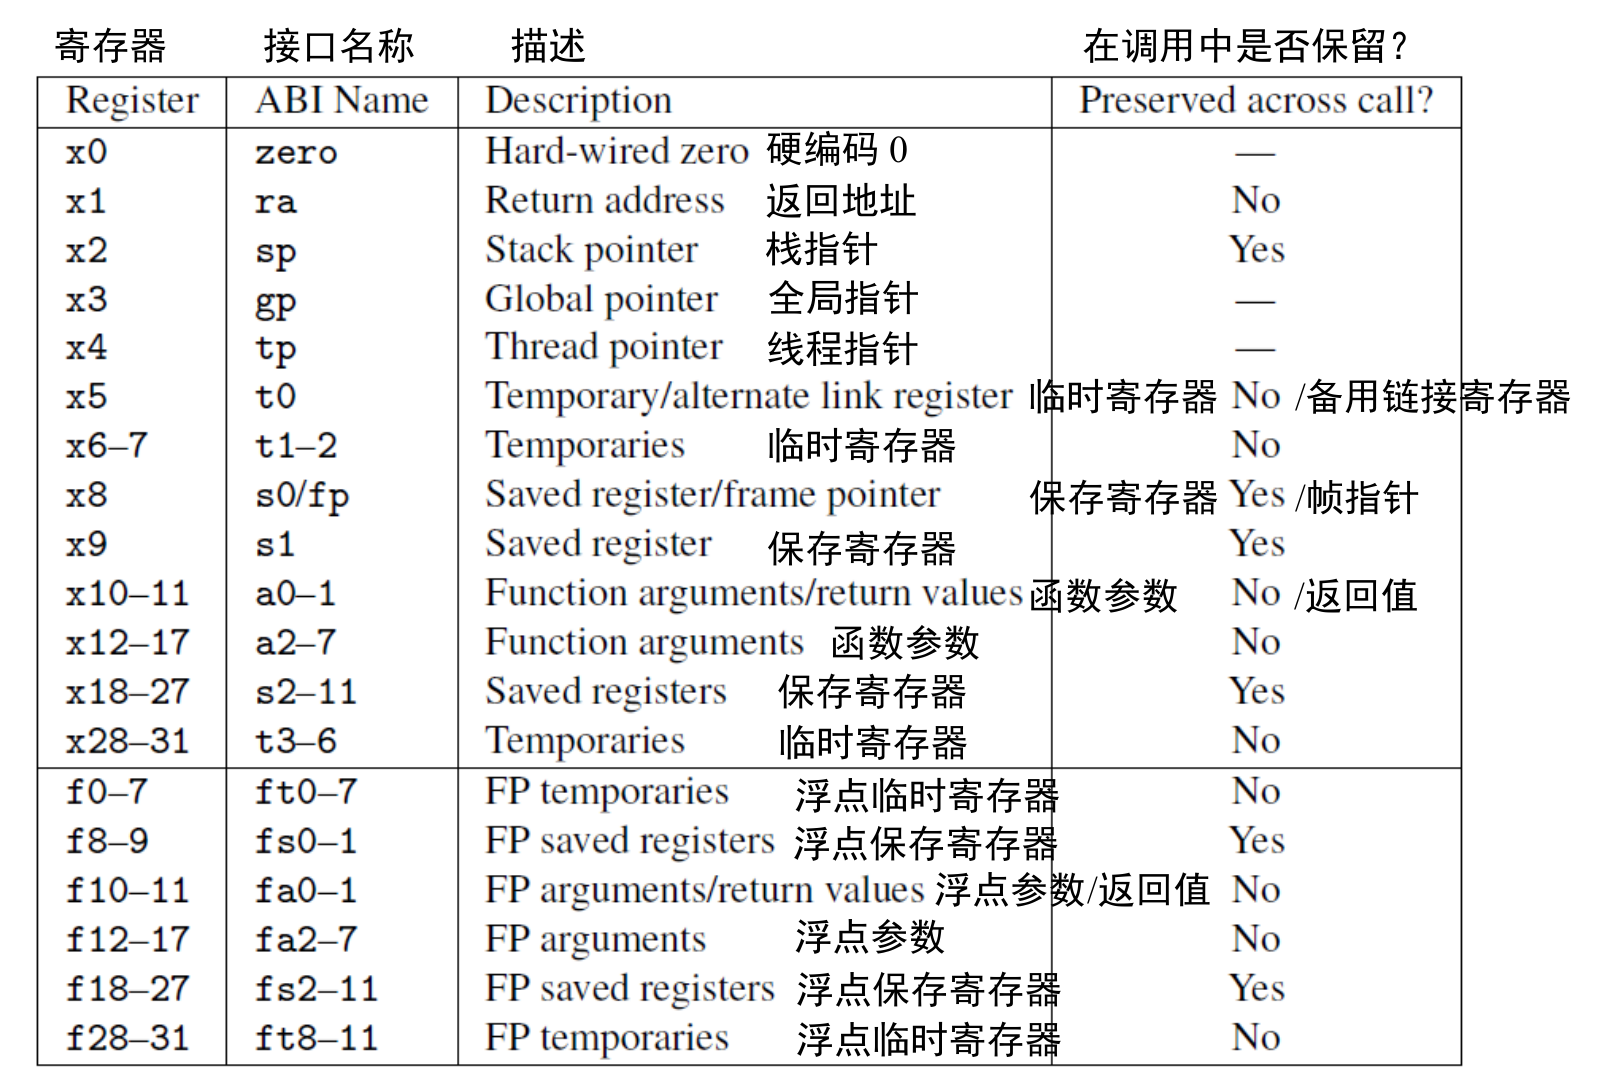 寄存器 接口名称 描述 在调用中是否保留？
Register ABI Name Description Preserved across call?
x0 zero Hard-wired zero 硬编码 0 —
x1 ra Return address 返回地址 No
x2 sp Stack pointer 栈指针 Yes
x3 gp Global pointer 全局指针 —
x4 tp Thread pointer 线程指针 —
x5 t0 Temporary/alternate link register 临时寄存器 No /备用链接寄存器
x6–7 t1–2 Temporaries 临时寄存器 No
x8 s0/fp Saved register/frame pointer 保存寄存器 Yes /帧指针
x9 s1 Saved register 保存寄存器 Yes
x10–11 a0–1 Function arguments/return values 函数参数 No /返回值
x12–17 a2–7 Function arguments 函数参数 No
x18–27 s2–11 Saved registers 保存寄存器 Yes
x28–31 t3–6 Temporaries 临时寄存器 No
f0–7 ft0–7 FP temporaries 浮点临时寄存器 No
f8–9 fs0–1 FP saved registers 浮点保存寄存器 Yes
f10–11 fa0–1 FP arguments/return values 浮点参数/返回值 No
f12–17 fa2–7 FP arguments 浮点参数 No
f18–27 fs2–11 FP saved registers 浮点保存寄存器 Yes
f28–31 ft8–11 FP temporaries 浮点临时寄存器 No